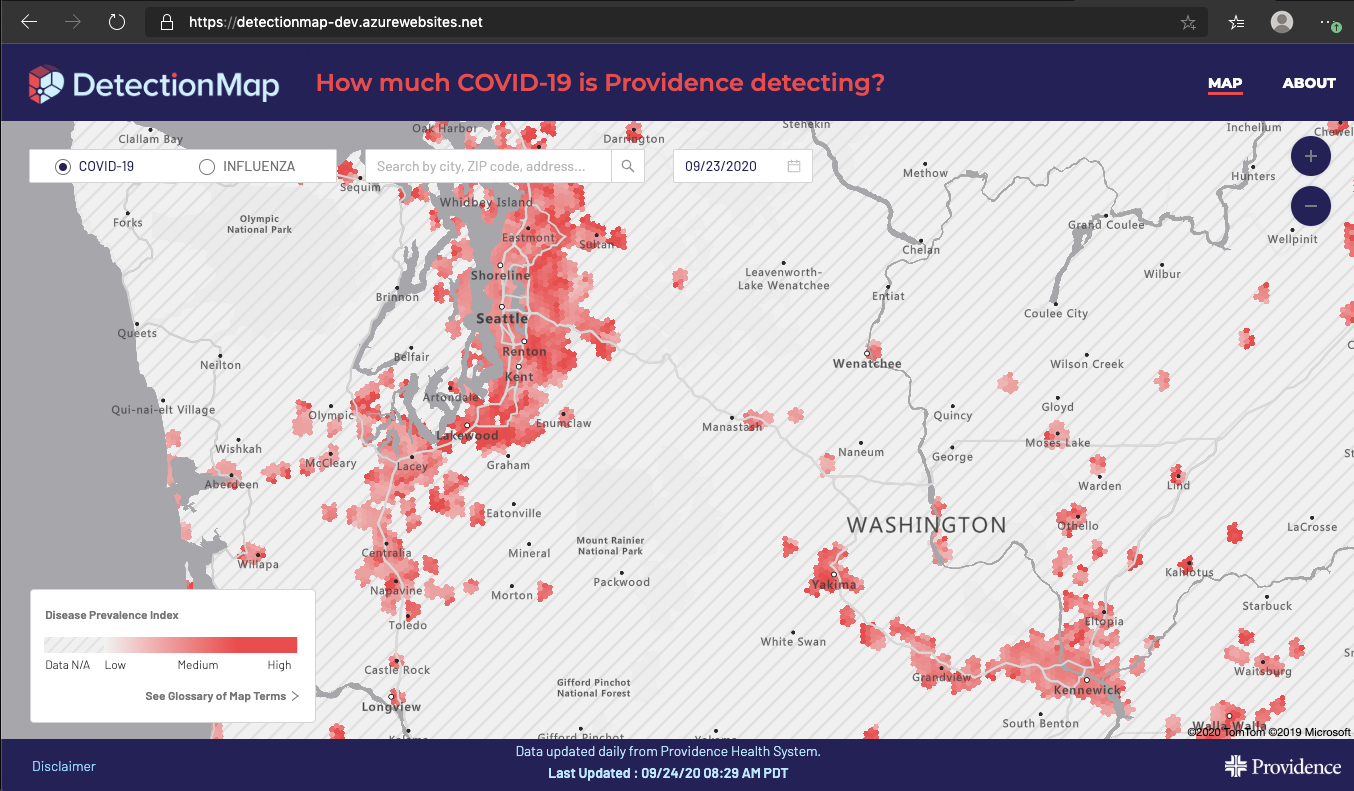 https://detectionmap-dev.azurewebsites.net
DetectionMap
How much COVID-19 is Providence detecting?
MAP
ABOUT
Clallam Bay
Oak Harbor
Darrington
Stehekin
Inchelium
Chewel
COVID-19
INFLUENZA
Search by city, ZIP code, address...
09/23/2020
+
−
Sequim
Methow
Hunters
Whidbey Island
Forks
Olympic
National Park
Eastmont
Sultan
Grand Coulee
Wellpinit
Chelan
Shoreline
Leavenworth-
Lake Wenatchee
Wilbur
Brinnon
Entiat
Seattle
Coulee City
Queets
Renton
Belfair
Neilton
Wenatchee
Wilson Creek
Kent
Artondale
Qui-nai-elt Village
Olympic
Enumclaw
Manastash
Quincy
Gloyd
Lakewood
Moses Lake
Wishkah
McCleary
Lacey
Graham
Naneum
George
Aberdeen
Warden
Lind
Eatonville
WASHINGTON
Othello
LaCrosse
Centralia
Mineral
Mount Rainier
National Park
Willapa
Packwood
Yakima
Kahlotus
Napavine
Morton
Starbuck
Toledo
Eltopia
White Swan
Castle Rock
Grandview
Waitsburg
Gifford Pinchot
National Forest
Kennewick
Longview
South Benton
Walla Walla
Kelama
Gifford Pinchot
Yakama
Disease Prevalence Index
Data N/A
Low
Medium
High
See Glossary of Map Terms >
©2020 TomTom ©2019 Microsoft
Disclaimer
Data updated daily from Providence Health System.
Last Updated : 09/24/20 08:29 AM PDT
Providence